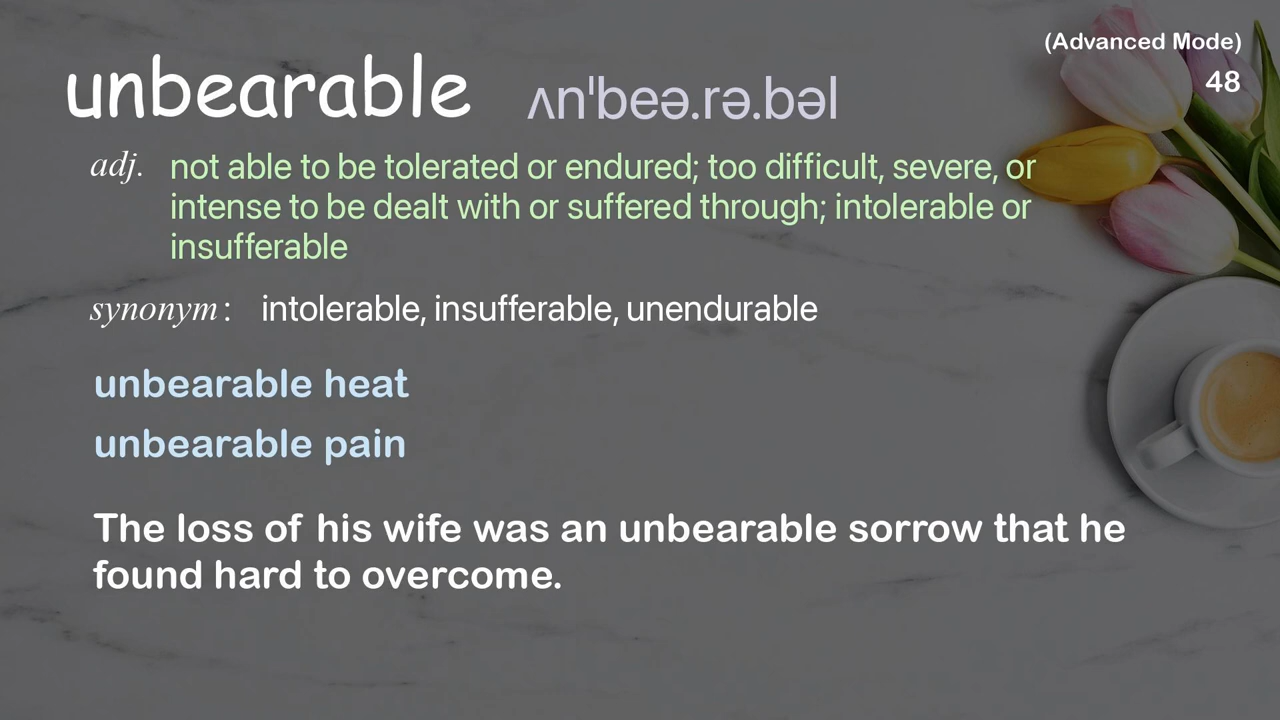 (Advanced Mode)
48
unbearable ʌnˈbeə.rə.bəl
adj. not able to be tolerated or endured; too difficult, severe, or
intense to be dealt with or suffered through; intolerable or
insufferable
synonym: intolerable, insufferable, unendurable
unbearable heat
unbearable pain
The loss of his wife was an unbearable sorrow that he
found hard to overcome.